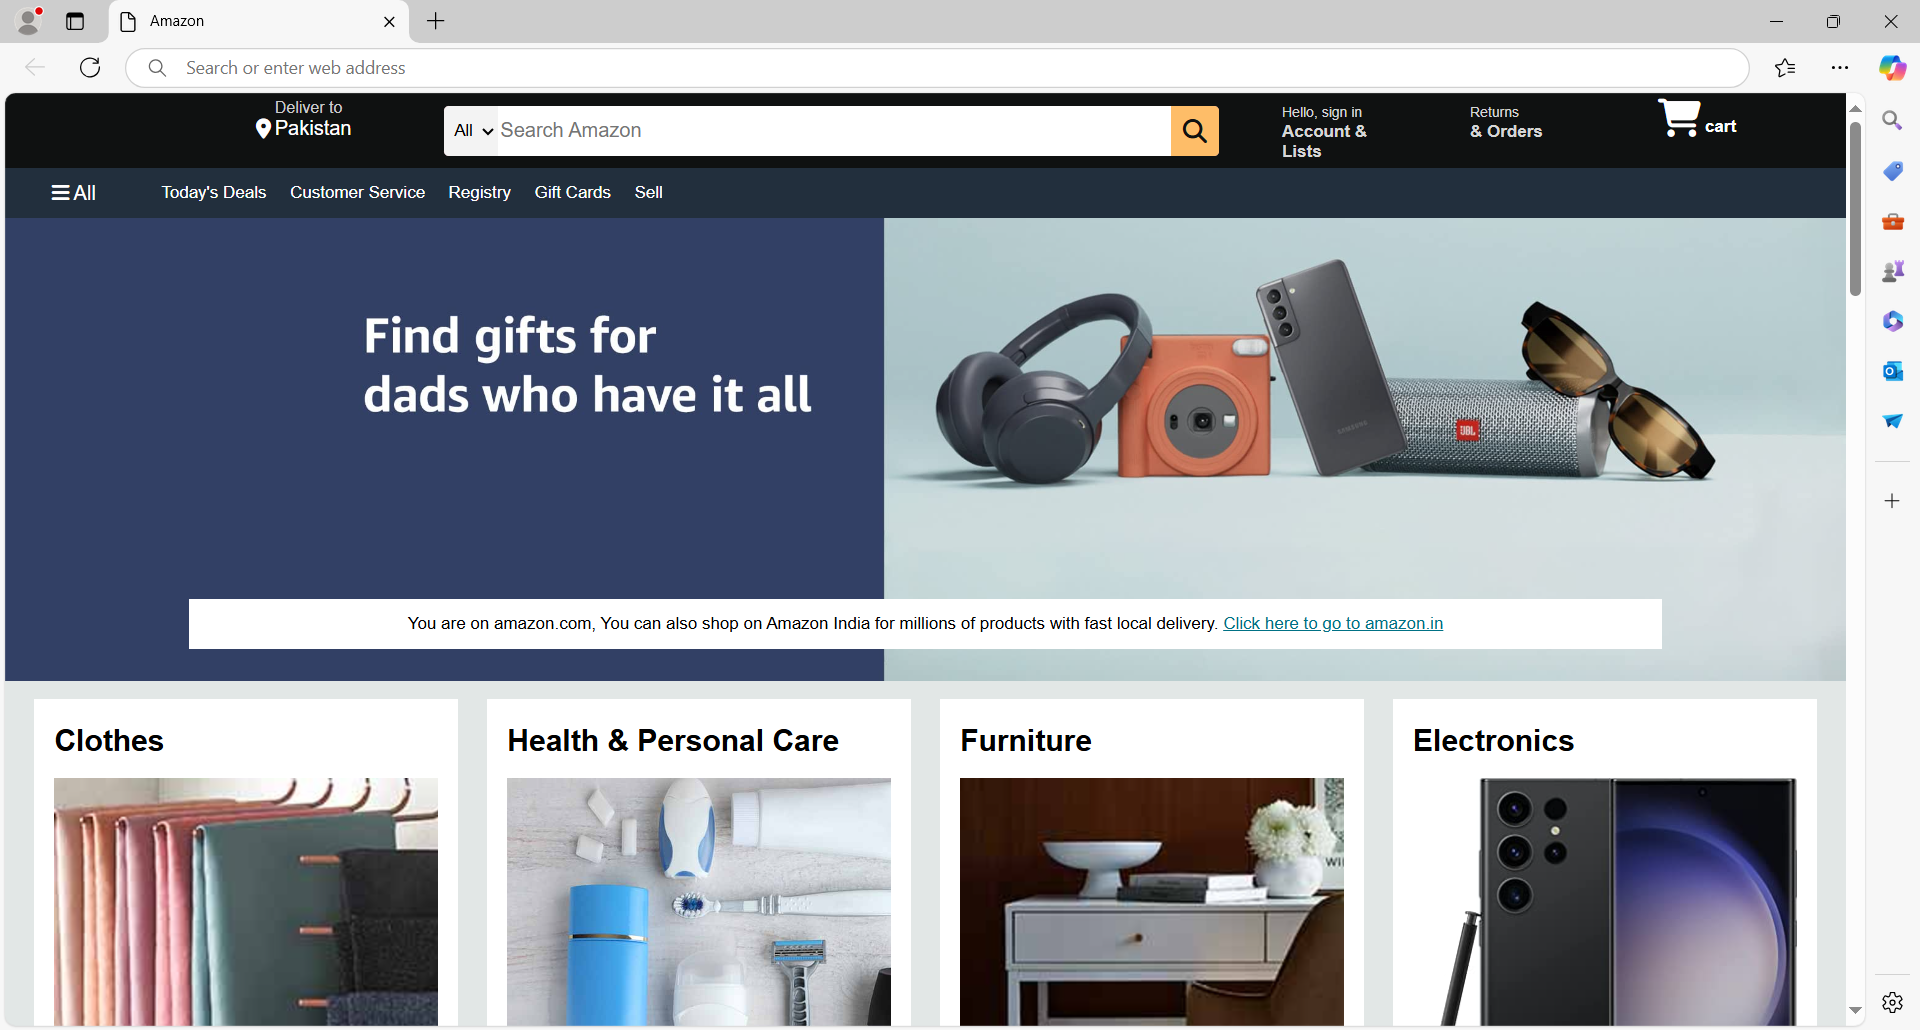 Amazon
Search or enter web address
Deliver to
Pakistan
All
Search Amazon
Hello, sign in
Account &
Lists
Returns
& Orders
cart
All
Today's Deals
Customer Service
Registry
Gift Cards
Sell
Find gifts for
dads who have it all
SAMSUNG
JBL
You are on amazon.com, You can also shop on Amazon India for millions of products with fast local delivery. Click here to go to amazon.in
Clothes
Health & Personal Care
Furniture
Electronics
WI